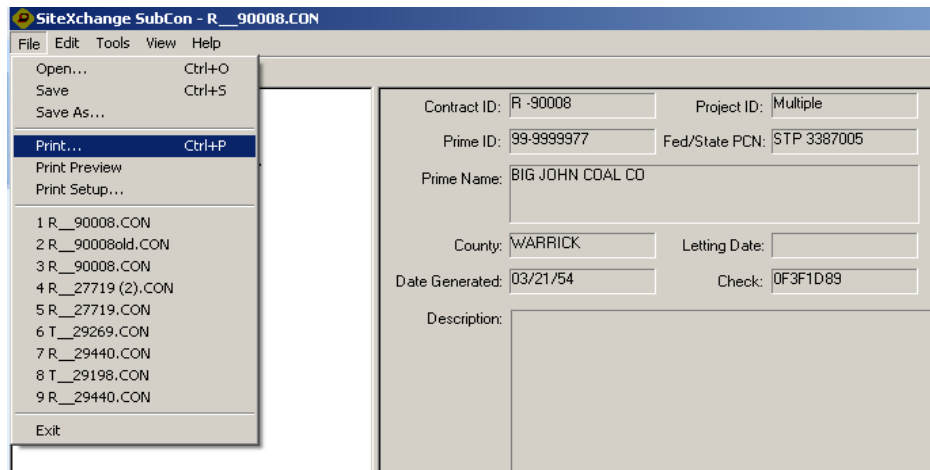 SiteXchange SubCon - R__90008.CON
File Edit Tools View Help
Open... Ctrl+O
Save Ctrl+S
Save As...
Print... Ctrl+P
Print Preview
Print Setup...
1 R__90008.CON
2 R__90008old.CON
3 R__90008.CON
4 R__27719 (2).CON
5 R__27719.CON
6 T__29269.CON
7 R__29440.CON
8 T__29198.CON
9 R__29440.CON
Exit
Contract ID: R -90008 Project ID: Multiple
Prime ID: 99-9999977 Fed/State PCN: STP 3387005
Prime Name: BIG JOHN COAL CO
County: WARRICK Letting Date:
Date Generated: 03/21/54 Check: 0F3F1D89
Description: